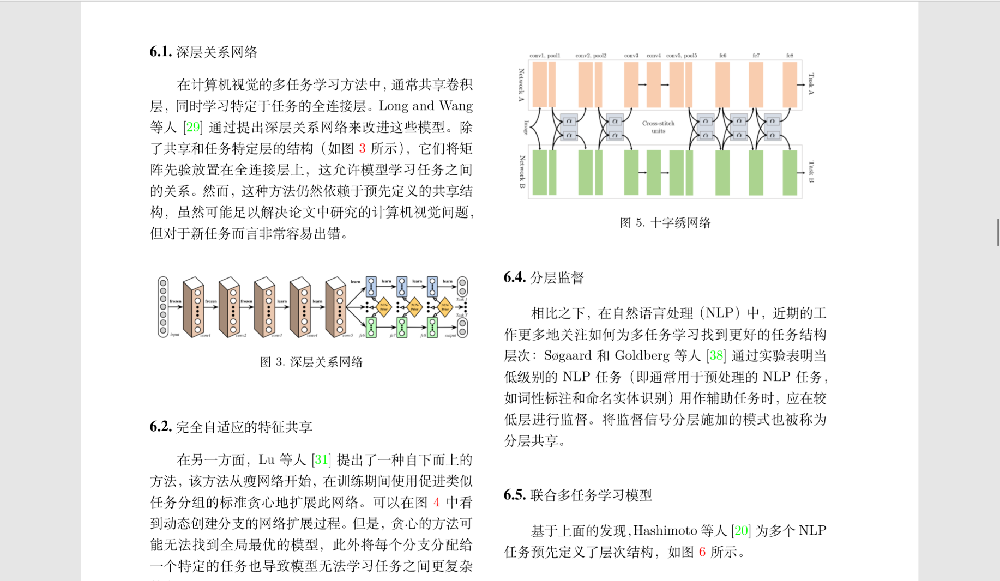 6.1. 深层关系网络
在计算机视觉的多任务学习方法中，通常共享卷积
层，同时学习特定于任务的全连接层。Long and Wang
等人 [29] 通过提出深层关系网络来改进这些模型。除
了共享和任务特定层的结构（如图 3 所示），它们将矩
阵先验放置在全连接层上，这允许模型学习任务之间
的关系。然而，这种方法仍然依赖于预先定义的共享结
构，虽然可能足以解决论文中研究的计算机视觉问题，
但对于新任务而言非常容易出错。
learn learn learn learn
frozen frozen frozen learn learn
MN-Prior MN-Prior MN-Prior
Task 1
Task T
input conv1 conv2 conv3 conv4 conv5 fc6 fc7 fc8 output
图 3. 深层关系网络
6.2. 完全自适应的特征共享
在另一方面，Lu 等人 [31] 提出了一种自下而上的
方法，该方法从瘦网络开始，在训练期间使用促进类似
任务分组的标准贪心地扩展此网络。可以在图 4 中看
到动态创建分支的网络扩展过程。但是，贪心的方法可
能无法找到全局最优的模型，此外将每个分支分配给
一个特定的任务也导致模型无法学习任务之间更复杂
conv1, pool1 conv2, pool2 conv3 conv4 conv5, pool5 fc6 fc7 fc8
Network A
Task A
α α α α α
Image
Cross-stitch
units
α α α α α
Network B
Task B
图 5. 十字绣网络
6.4. 分层监督
相比之下，在自然语言处理（NLP）中，近期的工
作更多地关注如何为多任务学习找到更好的任务结构
层次：Søgaard 和 Goldberg 等人 [38] 通过实验表明当
低级别的 NLP 任务（即通常用于预处理的 NLP 任务，
如词性标注和命名实体识别）用作辅助任务时，应在较
低层进行监督。将监督信号分层施加的模式也被称为
分层共享。
6.5. 联合多任务学习模型
基于上面的发现，Hashimoto 等人 [20] 为多个 NLP
任务预先定义了层次结构，如图 6 所示。